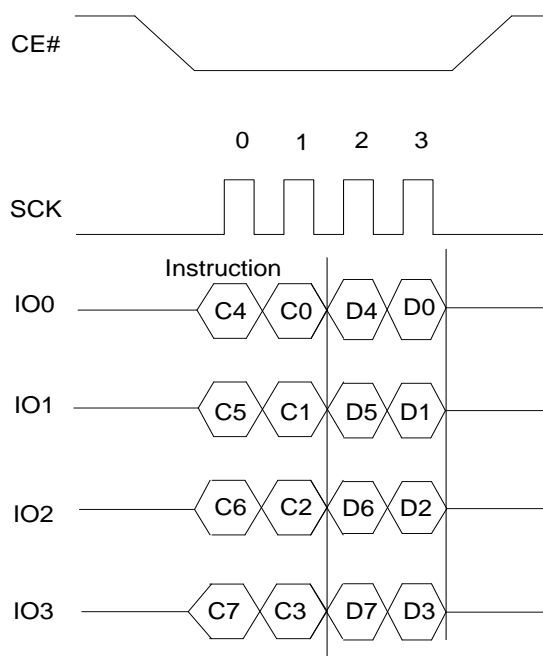 CE#
0 1 2 3
SCK
Instruction
IO0 C4 C0 D4 D0
IO1 C5 C1 D5 D1
IO2 C6 C2 D6 D2
IO3 C7 C3 D7 D3